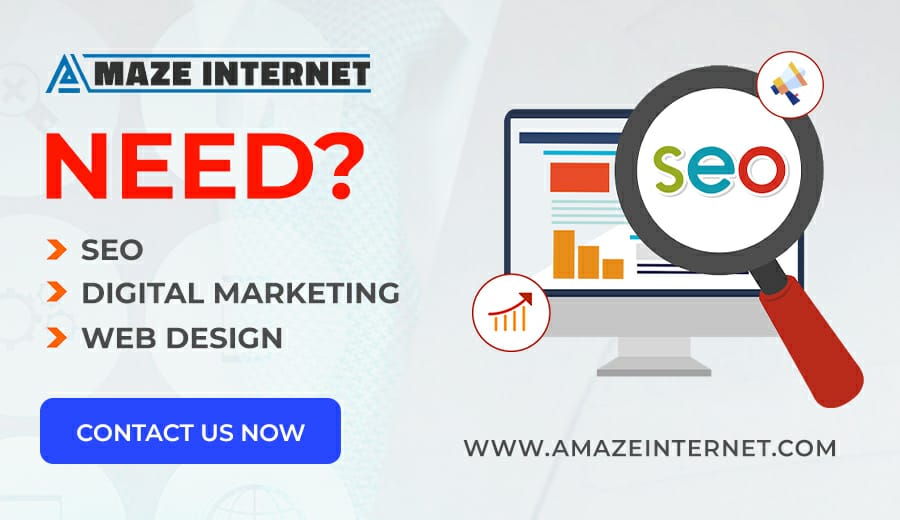 AMAZE INTERNET
NEED?
SEO
DIGITAL MARKETING
WEB DESIGN
CONTACT US NOW
seo
WWW.AMAZEINTERNET.COM